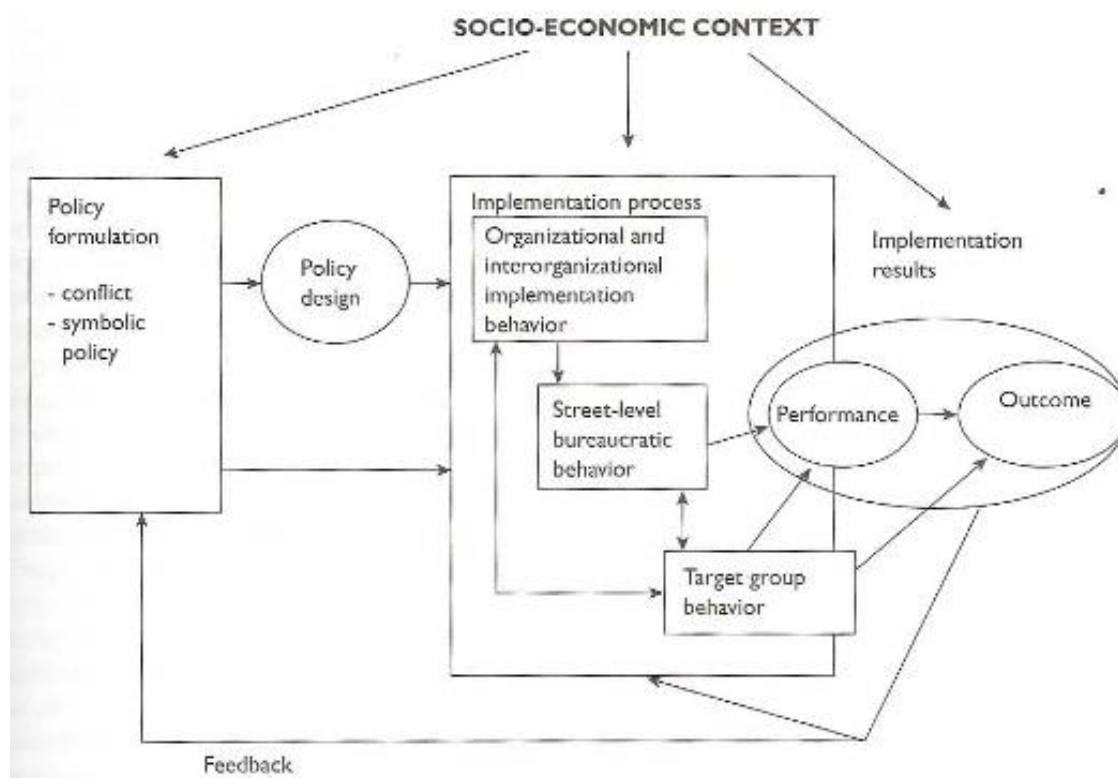 SOCIO-ECONOMIC CONTEXT
Policy
formulation
- conflict
- symbolic
policy
Policy
design
Implementation process
Organizational and
interorganizational
implementation
behavior
Street-level
bureaucratic
behavior
Target group
behavior
Implementation
results
Performance
Outcome
Feedback